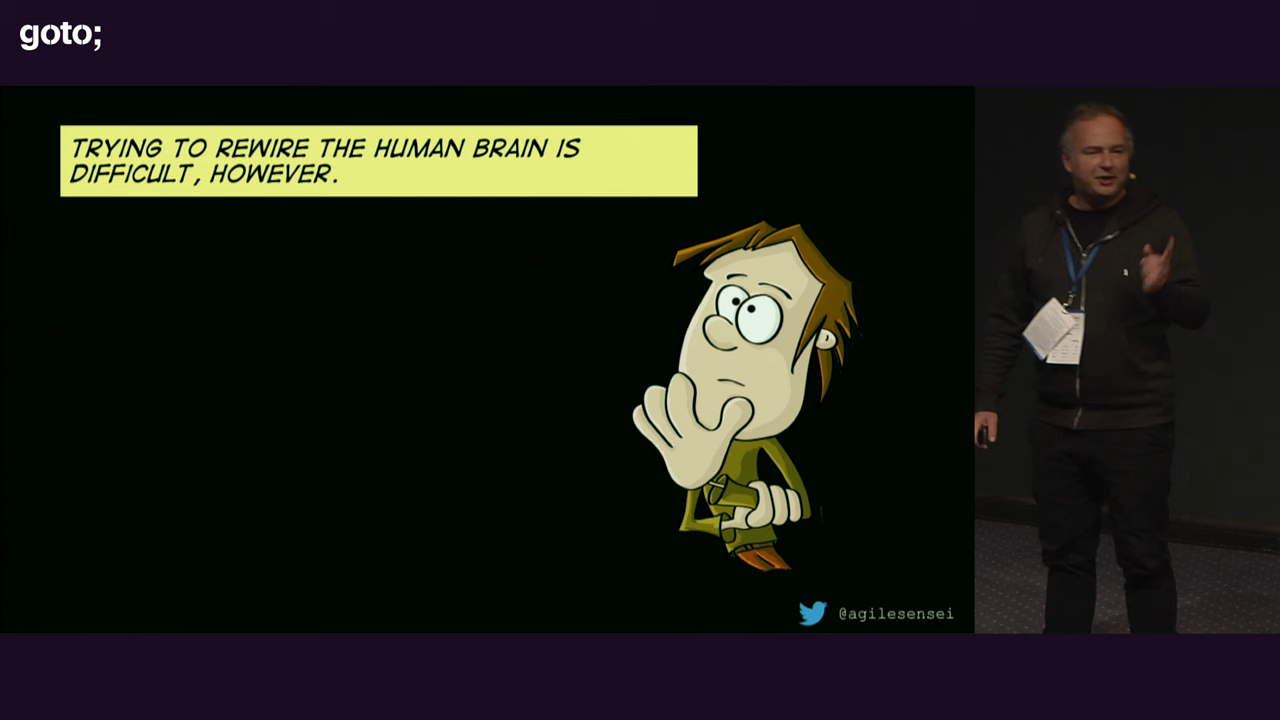 goto;
TRYING TO REWIRE THE HUMAN BRAIN IS
DIFFICULT, HOWEVER.
@agilesensei